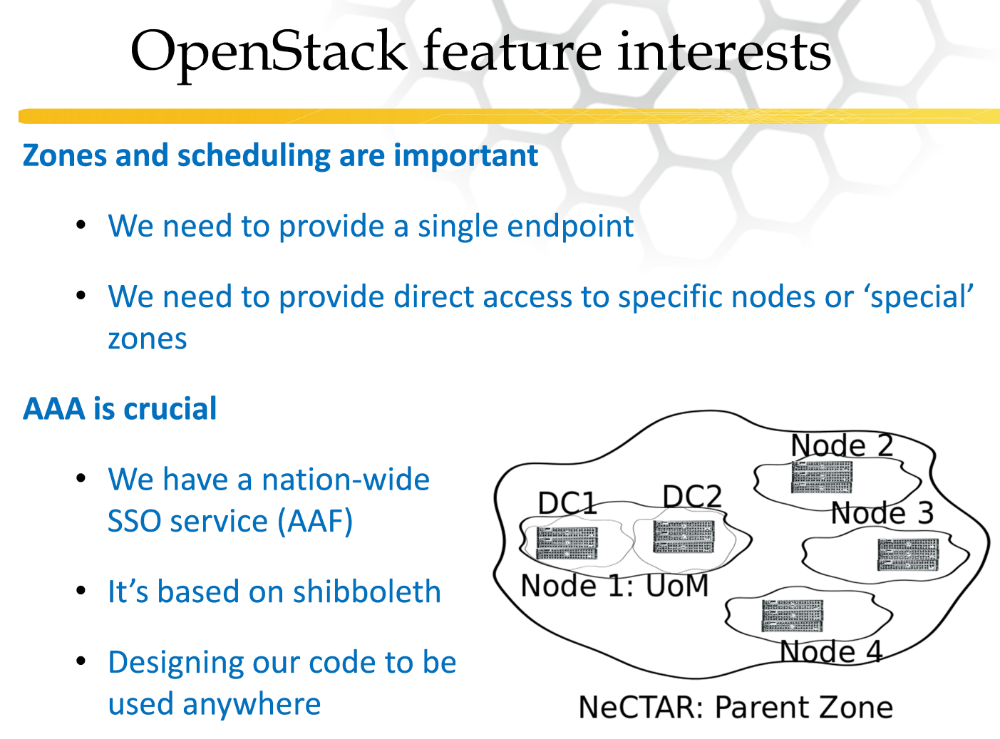 OpenStack feature interests
Zones and scheduling are important
• We need to provide a single endpoint
• We need to provide direct access to specific nodes or ‘special’
zones
AAA is crucial
• We have a nation-wide
SSO service (AAF)
• It’s based on shibboleth
• Designing our code to be
used anywhere
Node 2
DC1
DC2
Node 3
Node 1: UoM
Node 4
NeCTAR: Parent Zone